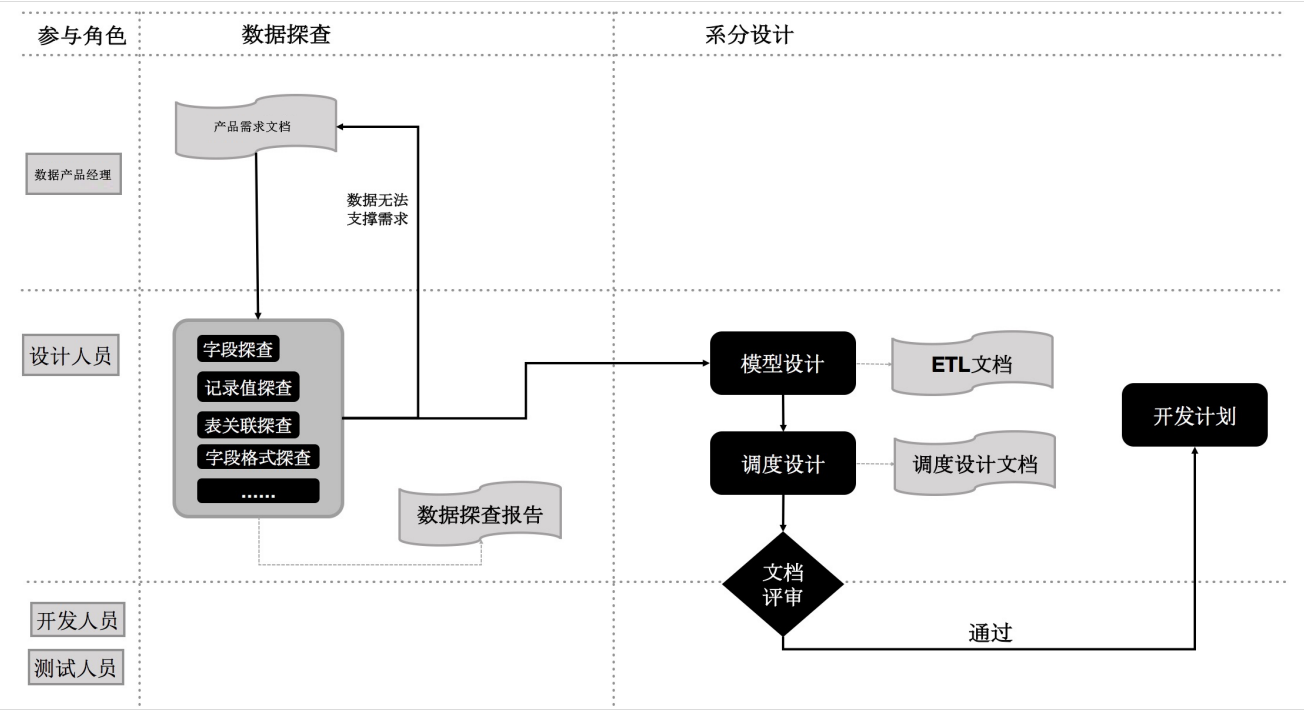 参与角色
数据探查
系分设计
产品需求文档
数据产品经理
数据无法
支撑需求
设计人员
字段探查
记录值探查
表关联探查
字段格式探查
......
数据探查报告
模型设计
ETL文档
调度设计
调度设计文档
开发计划
文档
评审
通过
开发人员
测试人员